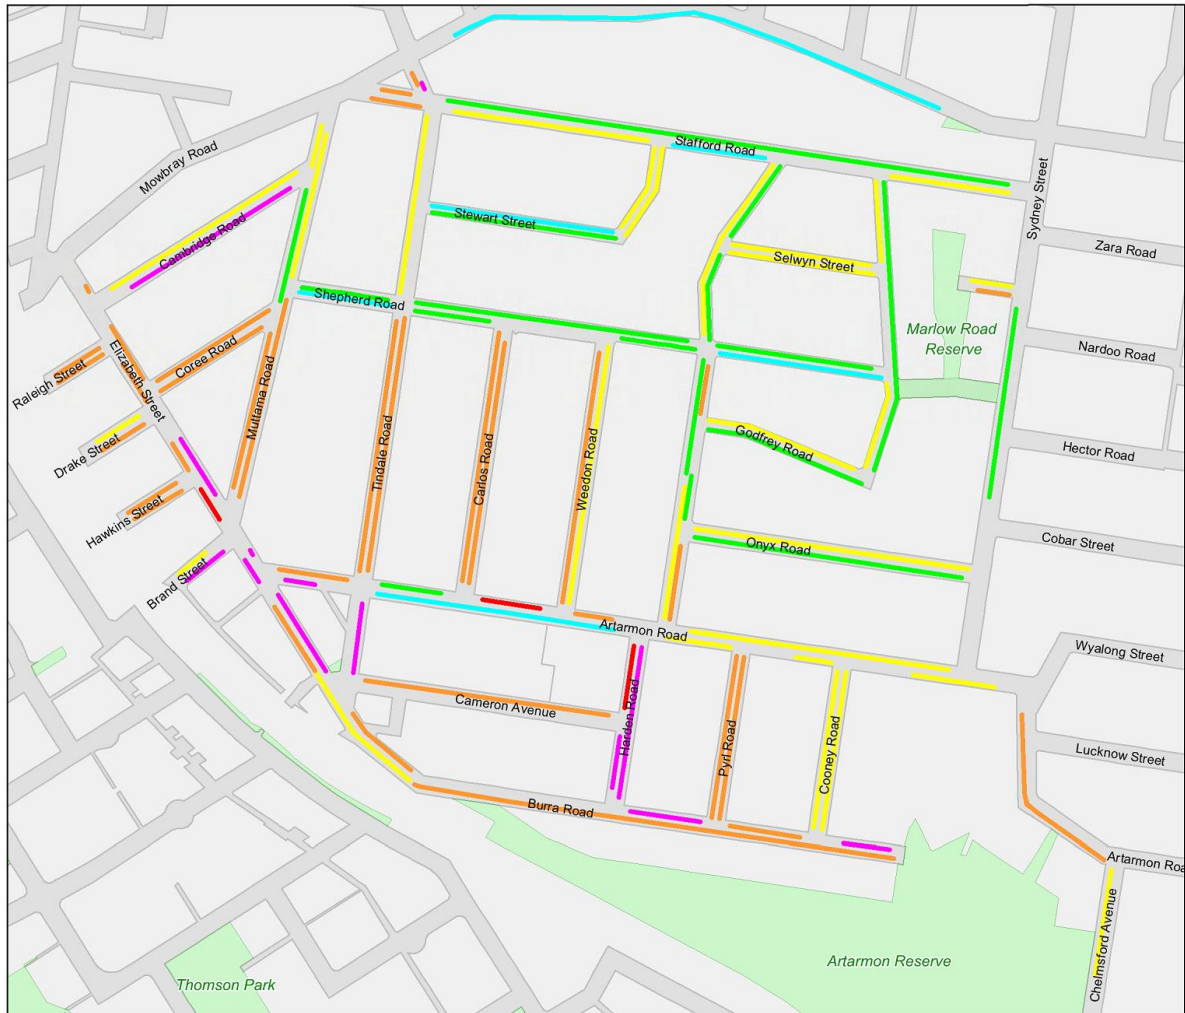 Stafford Road
Mowbray Road
Sydney Street
Stewart Street
Cambridge Road
Zara Road
Selwyn Street
Shepherd Road
Marlow Road
Reserve
Nardoo Road
Coree Road
Raleigh Street
Elizabeth Street
Muttama Road
Drake Street
Tindale Road
Carlos Road
Weedon Road
Godfrey Road
Hector Road
Hawkins Street
Onyx Road
Cobar Street
Brand Street
Artarmon Road
Wyalong Street
Cameron Avenue
Harden Road
Pyrl Road
Cooney Road
Lucknow Street
Burra Road
Artarmon Roa
Chelmsford Avenue
Artarmon Reserve
Thomson Park